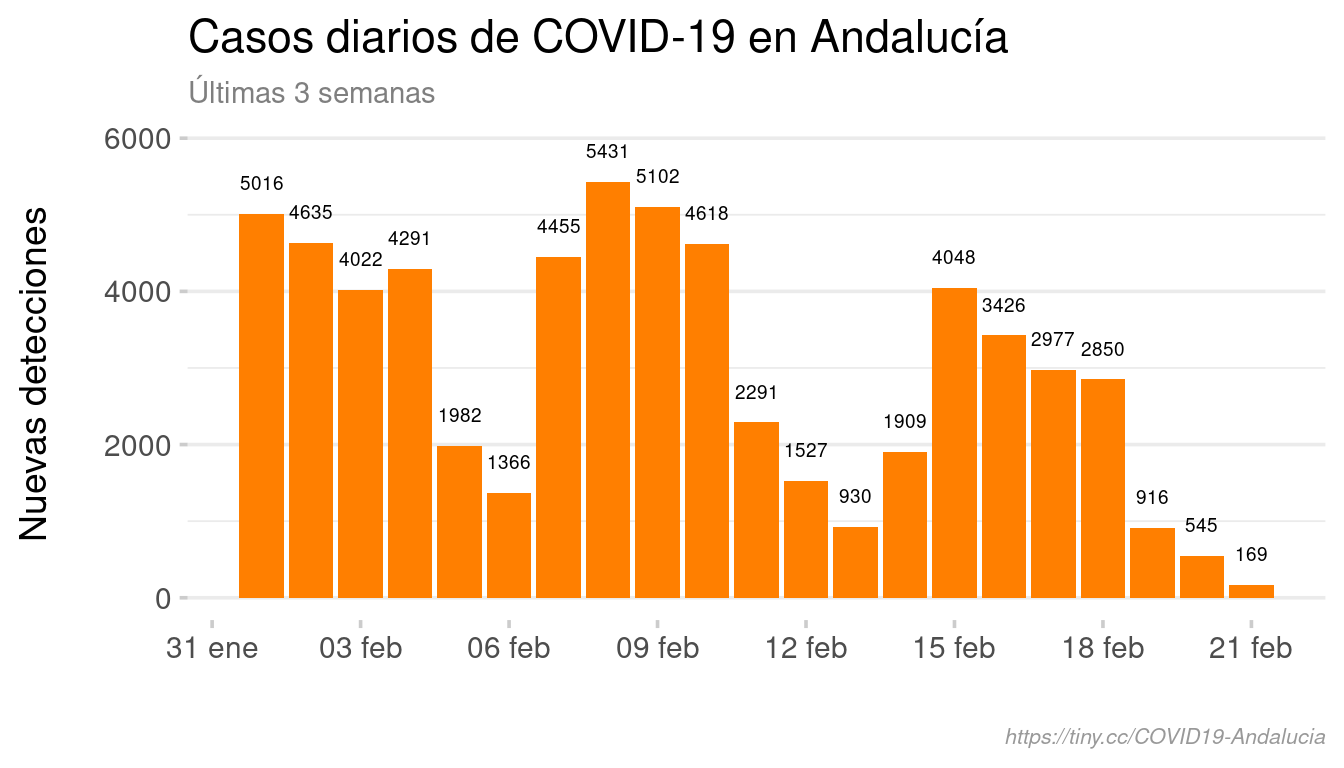 Casos diarios de COVID-19 en Andalucía
Últimas 3 semanas
Nuevas detecciones
6000
4000
2000
0
5016
4635
4022
4291
1982
1366
4455
5431
5102
4618
2291
1527
930
1909
4048
3426
2977
2850
916
545
169
31 ene
03 feb
06 feb
09 feb
12 feb
15 feb
18 feb
21 feb
https://tiny.cc/COVID19-Andalucia